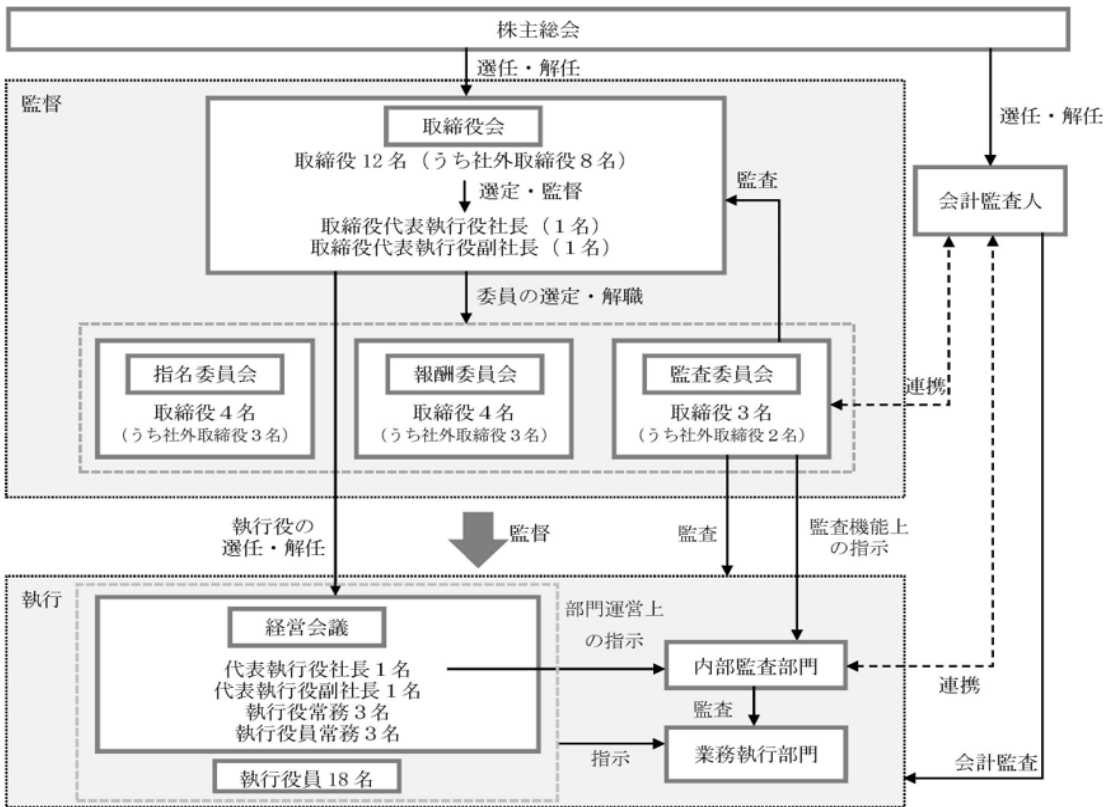 株主総会
選任・解任
選任・解任
監督
取締役会
取締役12名（うち社外取締役8名）
選定・監督
取締役代表執行役社長（1名）
取締役代表執行役副社長（1名）
監査
会計監査人
委員の選定・解職
指名委員会
取締役4名
（うち社外取締役3名）
報酬委員会
取締役4名
（うち社外取締役3名）
監査委員会
取締役3名
（うち社外取締役2名）
連携
執行役の
選任・解任
監督
監査
監査機能上
の指示
執行
経営会議
代表執行役社長1名
代表執行役副社長1名
執行役常務3名
執行役員常務3名
執行役員18名
部門運営上
の指示
内部監査部門
連携
監査
指示
業務執行部門
会計監査